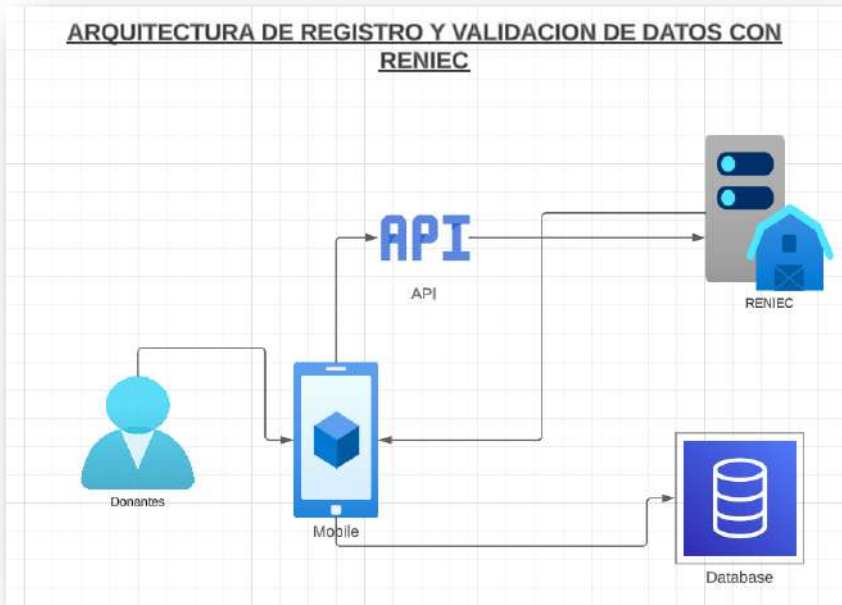 ARQUITECTURA DE REGISTRO Y VALIDACION DE DATOS CON
RENIEC
API
API
RENIEC
Donantes
Mobile
Database